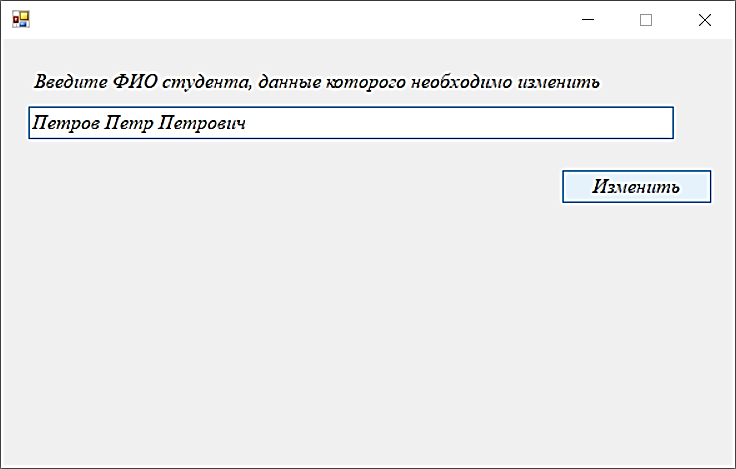 Введите ФИО студента, данные которого необходимо изменить
Петров Петр Петрович
Изменить